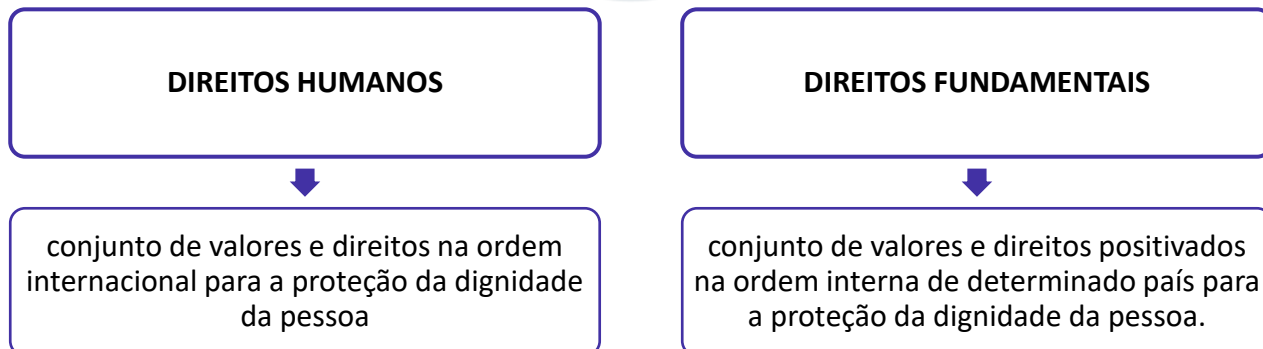 DIREITOS HUMANOS
conjunto de valores e direitos na ordem
internacional para a proteção da dignidade
da pessoa
DIREITOS FUNDAMENTAIS
conjunto de valores e direitos positivados
na ordem interna de determinado país para
a proteção da dignidade da pessoa.